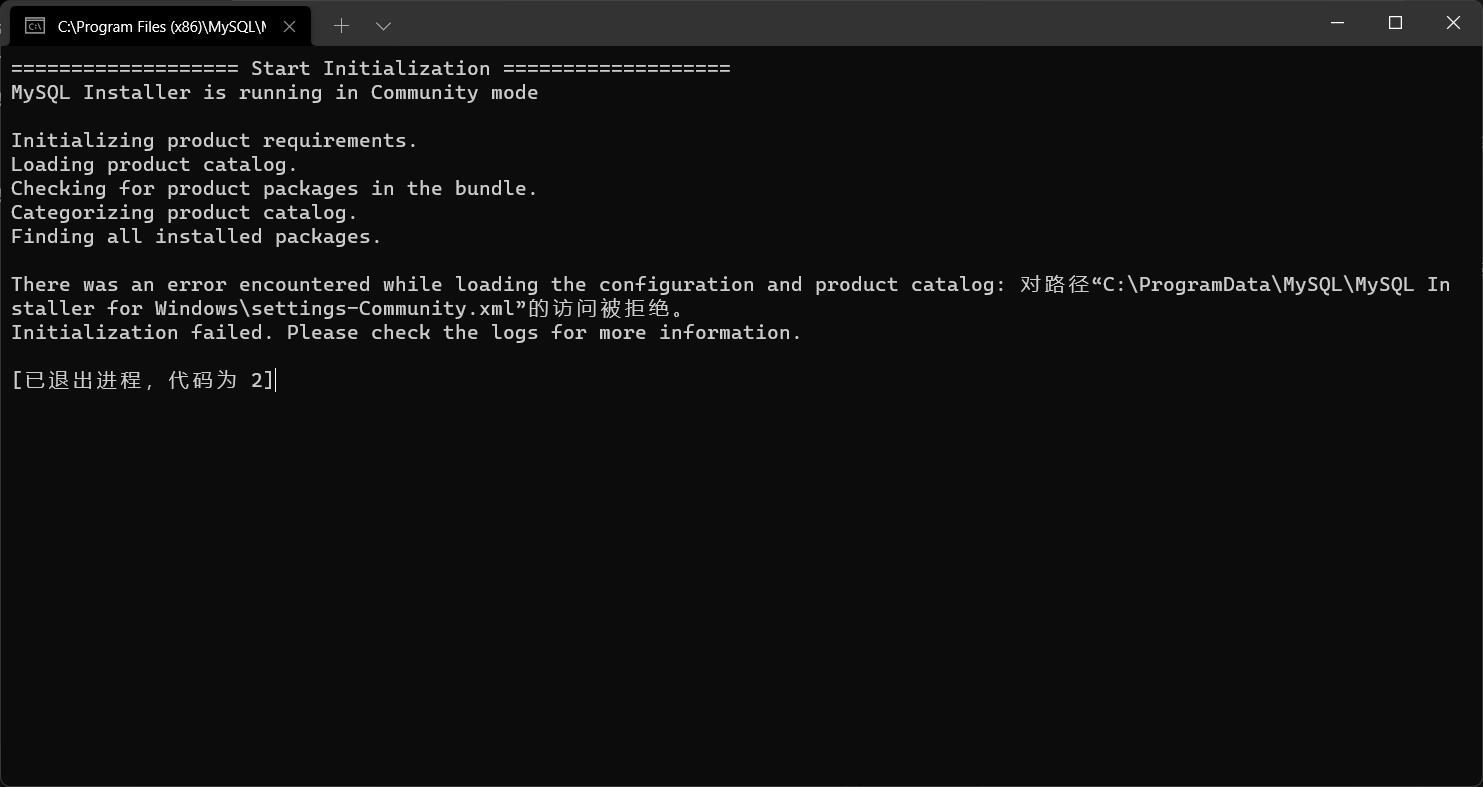 C:\Program Files (x86)\MySQL\M
=================== Start Initialization ===================
MySQL Installer is running in Community mode
Initializing product requirements.
Loading product catalog.
Checking for product packages in the bundle.
Categorizing product catalog.
Finding all installed packages.
There was an error encountered while loading the configuration and product catalog: 对路径“C:\ProgramData\MySQL\MySQL In
staller for Windows\settings-Community.xml”的访问被拒绝。
Initialization failed. Please check the logs for more information.
[已退出进程，代码为 2]